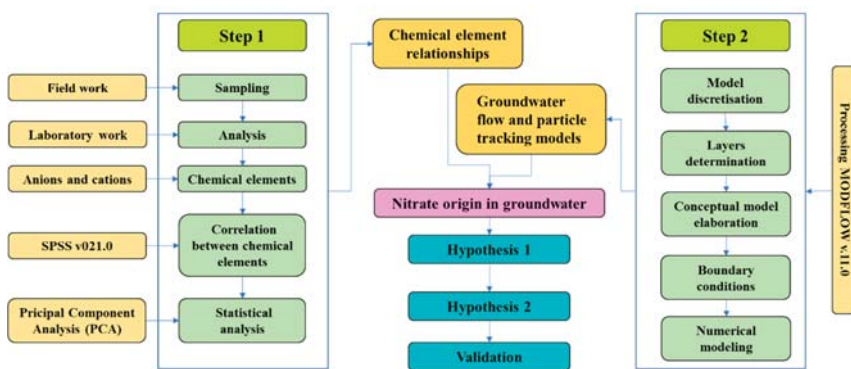 Step 1
Field work
Sampling
Laboratory work
Analysis
Anions and cations
Chemical elements
SPSS v021.0
Correlation
between chemical
elements
Pricipal Component
Analysis (PCA)
Statistical
analysis
Chemical element
relationships
Groundwater
flow and particle
tracking models
Nitrate origin in groundwater
Hypothesis 1
Hypothesis 2
Validation
Step 2
Model
discretisation
Layers
determination
Conceptual model
elaboration
Boundary
conditions
Numerical
modeling
Processing MODFLOW v.11.0